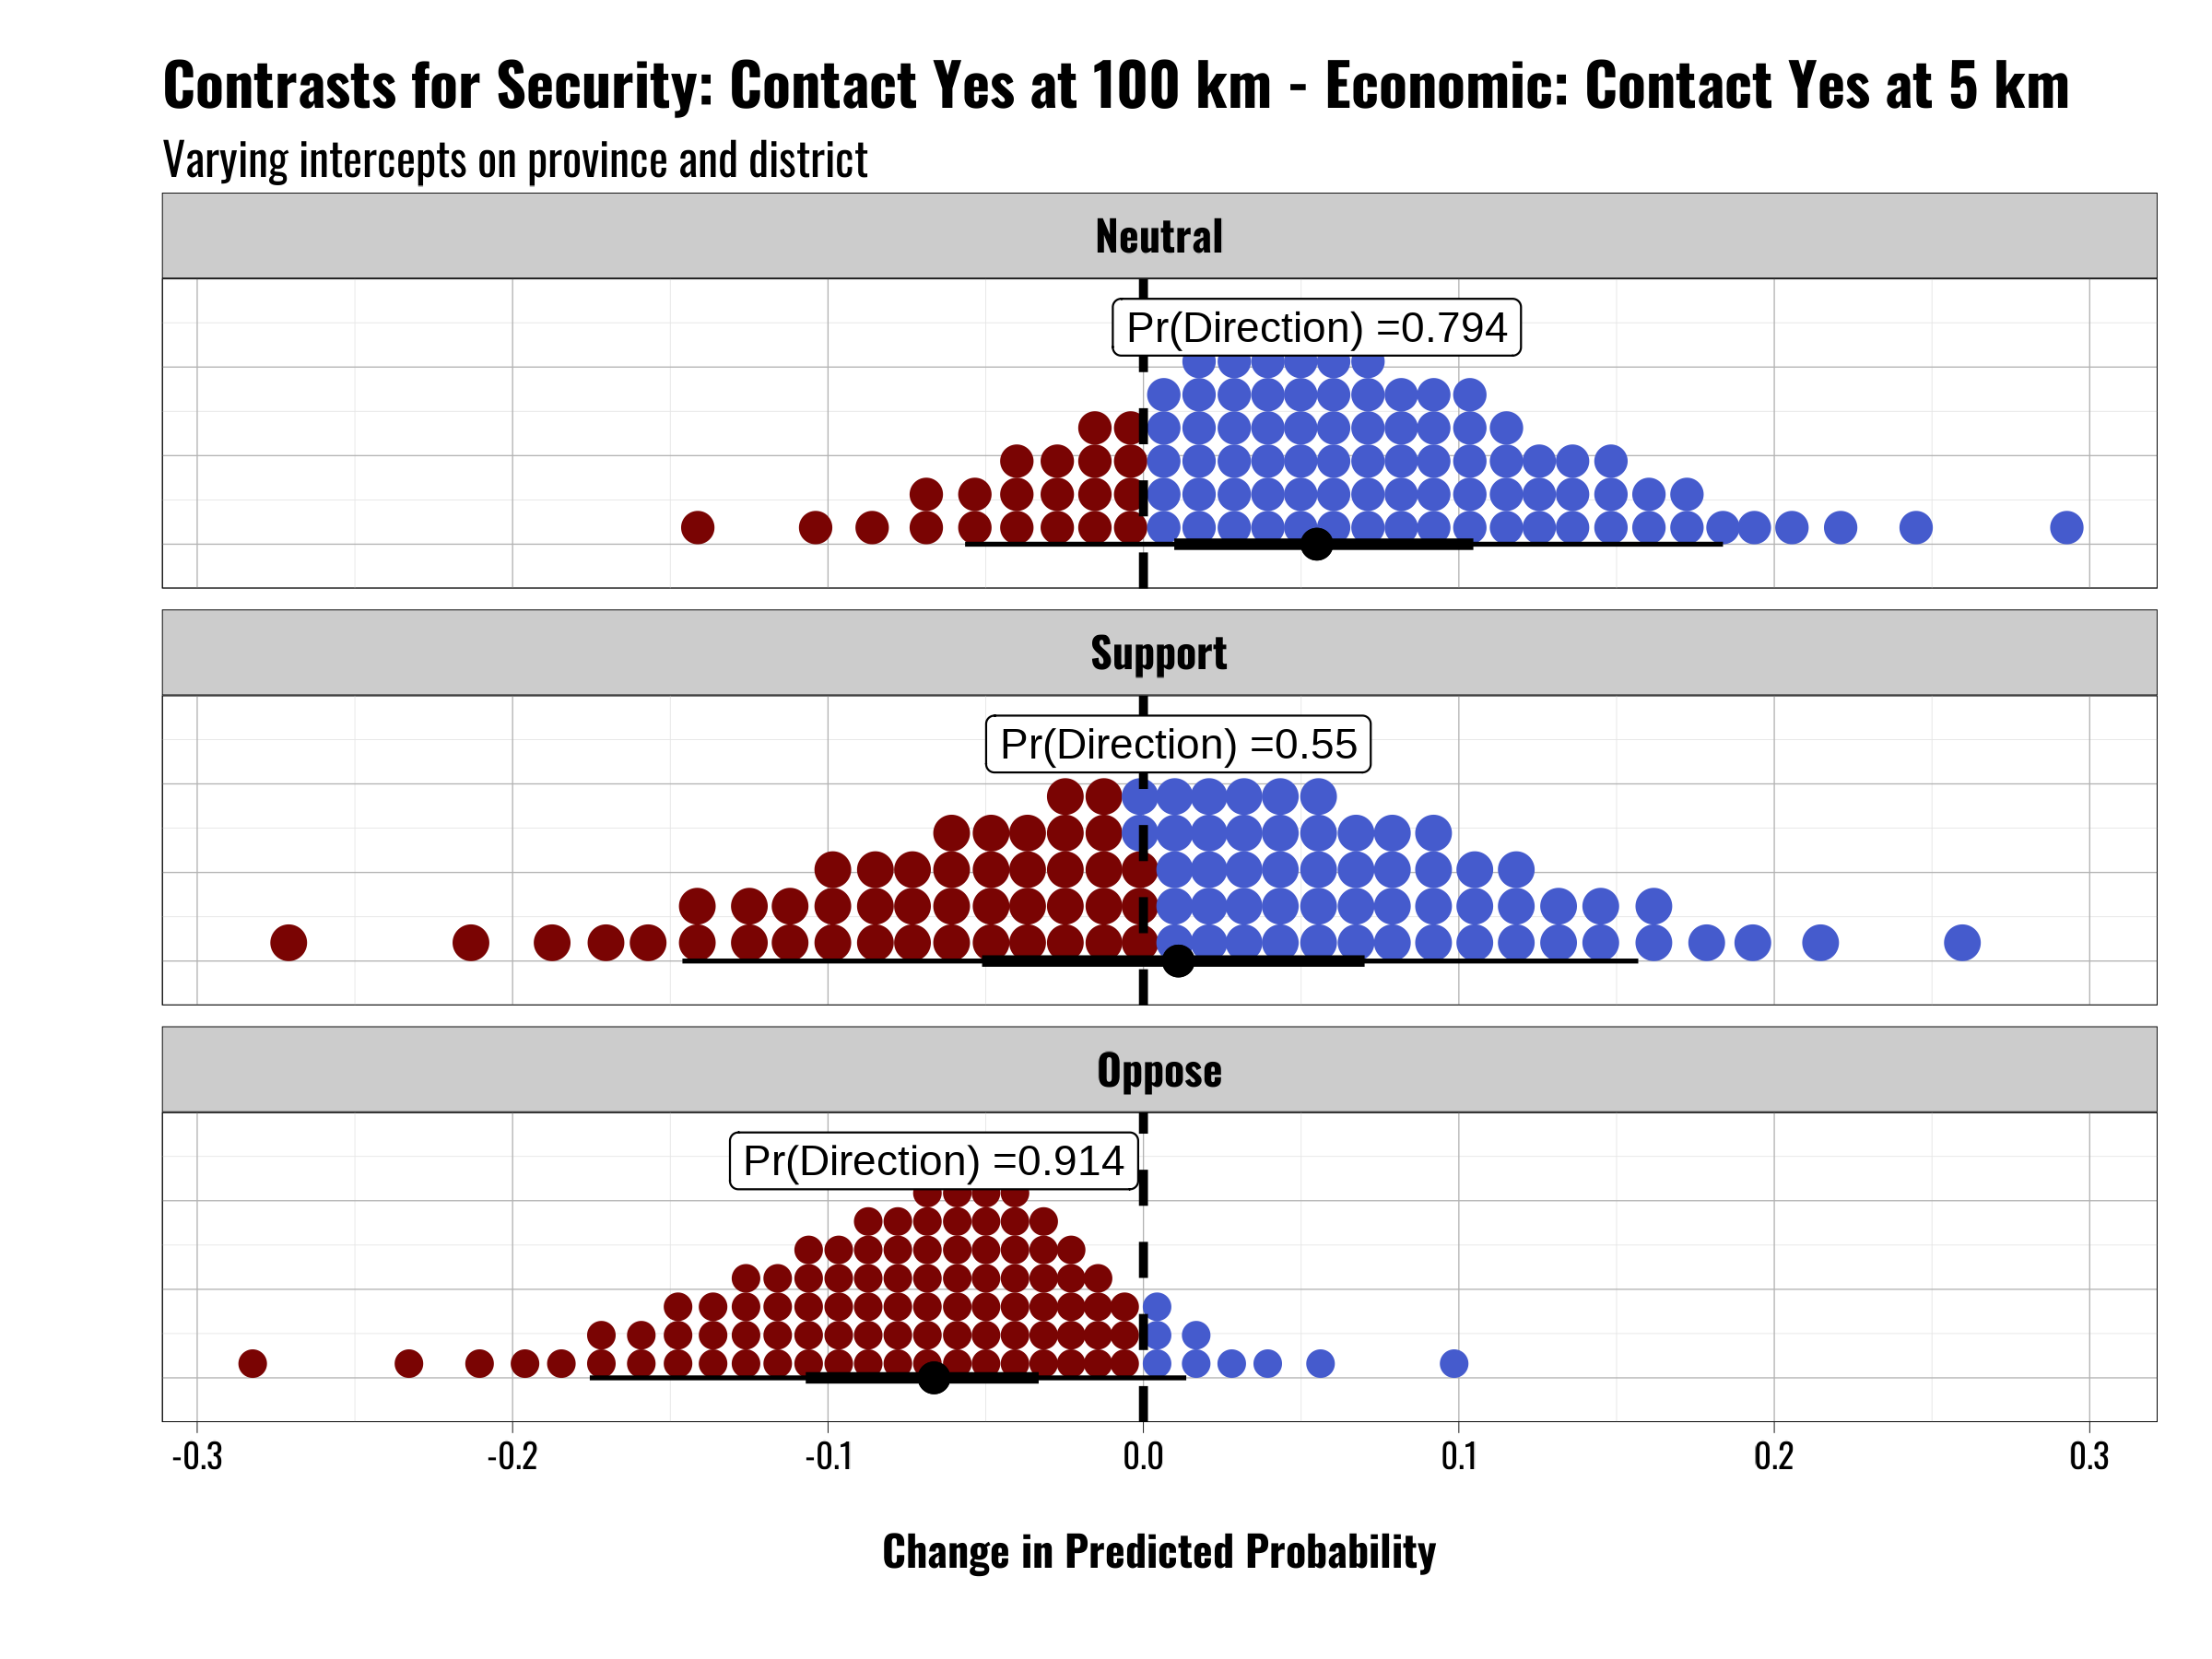 Contrasts for Security: Contact Yes at 100 km - Economic: Contact Yes at 5 km
Varying intercepts on province and district
Neutral
Pr(Direction) =0.794
Support
Pr(Direction) =0.55
Oppose
Pr(Direction) =0.914
-0.3 -0.2 -0.1 0.0 0.1 0.2 0.3
Change in Predicted Probability